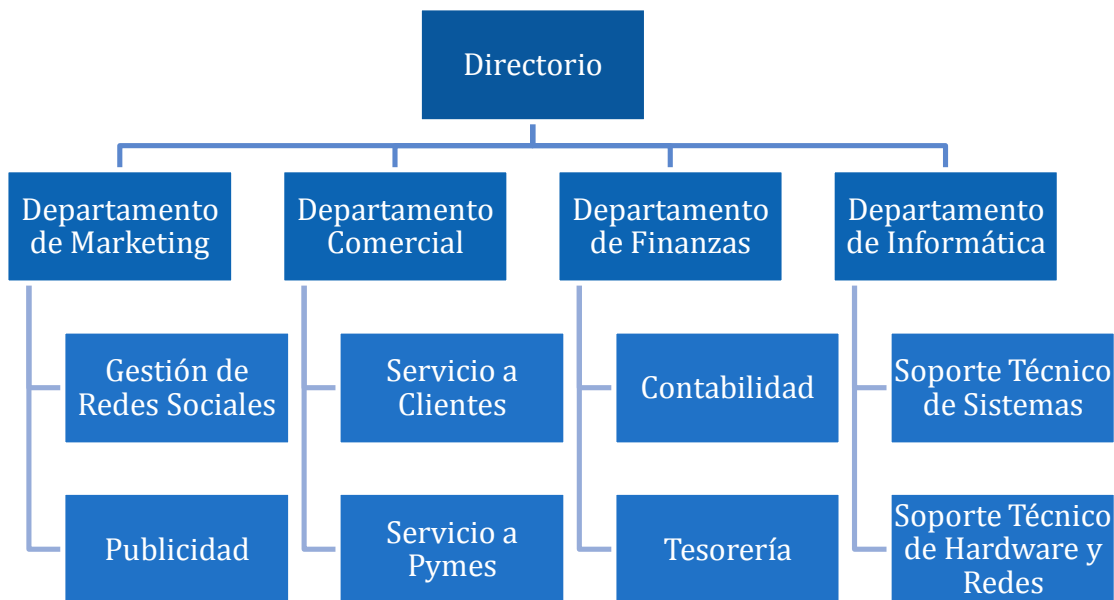 Directorio
Departamento
de Marketing
Departamento
Comercial
Departamento
de Finanzas
Departamento
de Informática
Gestión de
Redes Sociales
Servicio a
Clientes
Contabilidad
Soporte Técnico
de Sistemas
Publicidad
Servicio a
Pymes
Tesorería
Soporte Técnico
de Hardware y
Redes